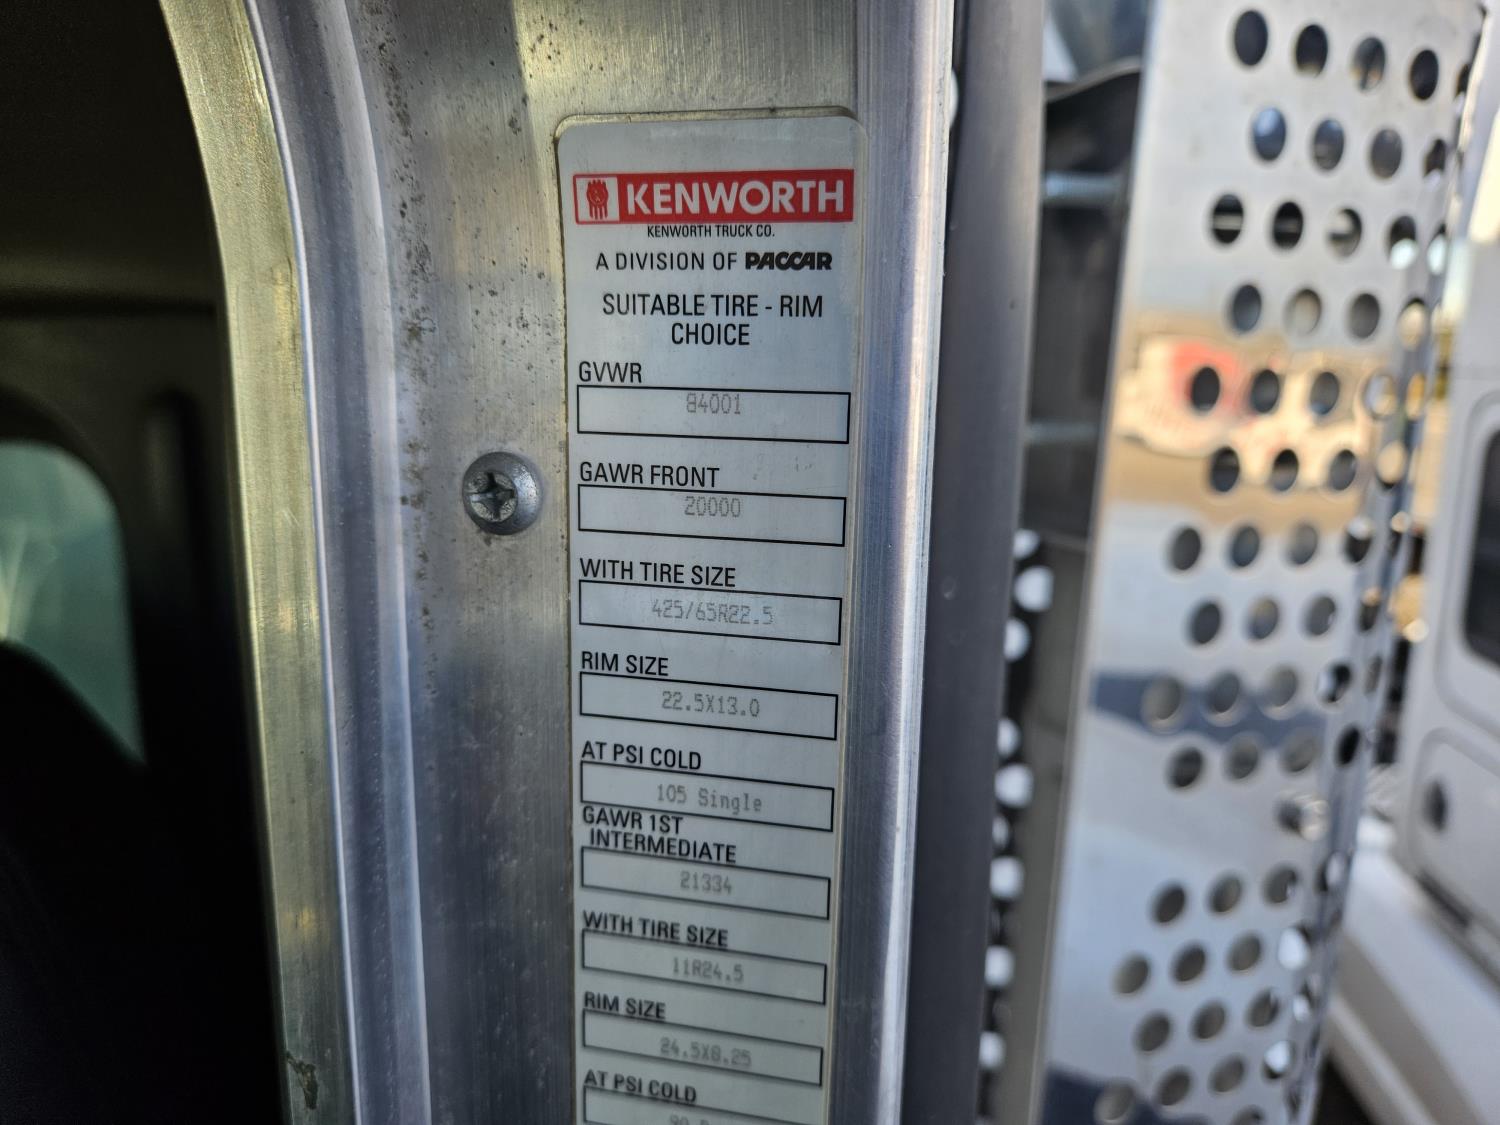 KENWORTH
KENWORTH TRUCK CO.
A DIVISION OF PACCAR
SUITABLE TIRE - RIM
CHOICE
GVWR
84001
GAWR FRONT
20000
WITH TIRE SIZE
425/65R22.5
RIM SIZE
22.5X13.0
AT PSI COLD
105 Single
GAWR 1ST
INTERMEDIATE
21334
WITH TIRE SIZE
11R24.5
RIM SIZE
24.5X8.25
AT PSI COLD